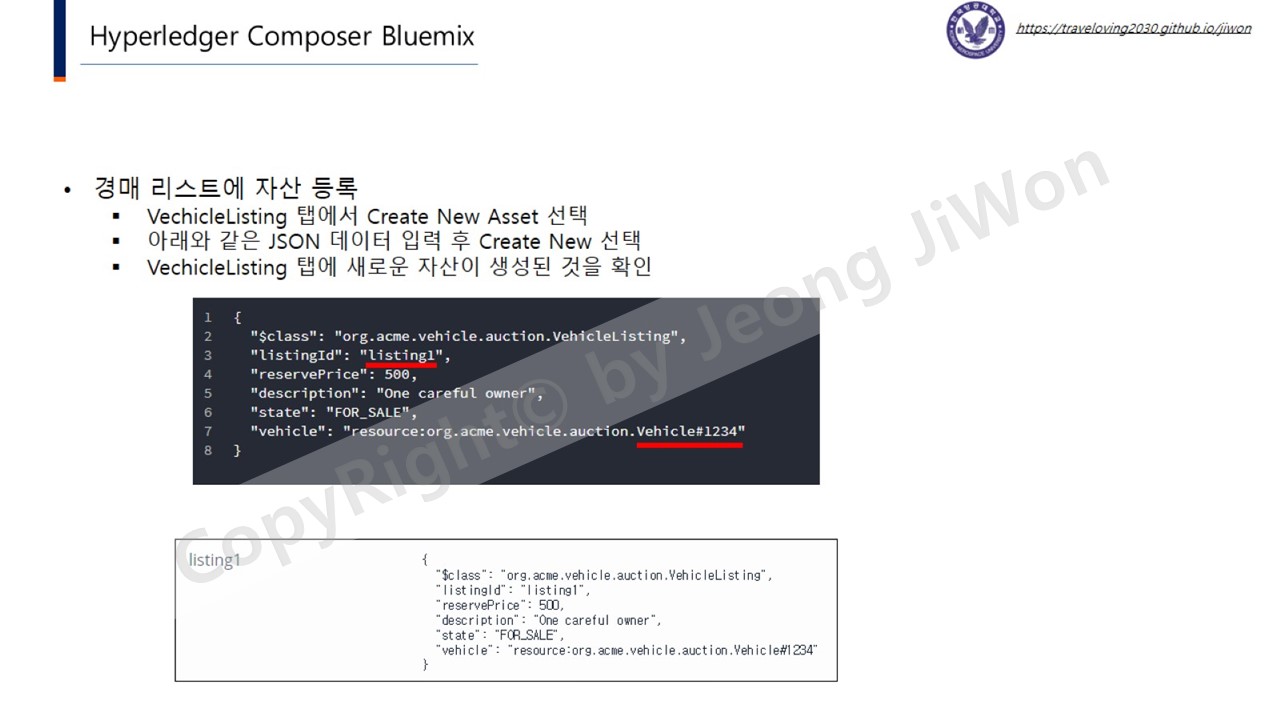 Hyperledger Composer Bluemix
https://traveloving2030.github.io/jiwon
• 경매 리스트에 자산 등록
▪ VechicleListing 탭에서 Create New Asset 선택
▪ 아래와 같은 JSON 데이터 입력 후 Create New 선택
▪ VechicleListing 탭에 새로운 자산이 생성된 것을 확인
1 {
2 "$class": "org.acme.vehicle.auction.VehicleListing",
3 "listingId": "listing1",
4 "reservePrice": 500,
5 "description": "One careful owner",
6 "state": "FOR_SALE",
7 "vehicle": "resource:org.acme.vehicle.auction.Vehicle#1234"
8 }
CopyRight© by Jeong JiWon
listing1
{
"$class": "org.acme.vehicle.auction.VehicleListing",
"listingId": "listing1",
"reservePrice": 500,
"description": "One careful owner",
"state": "FOR_SALE",
"vehicle": "resource:org.acme.vehicle.auction.Vehicle#1234"
}